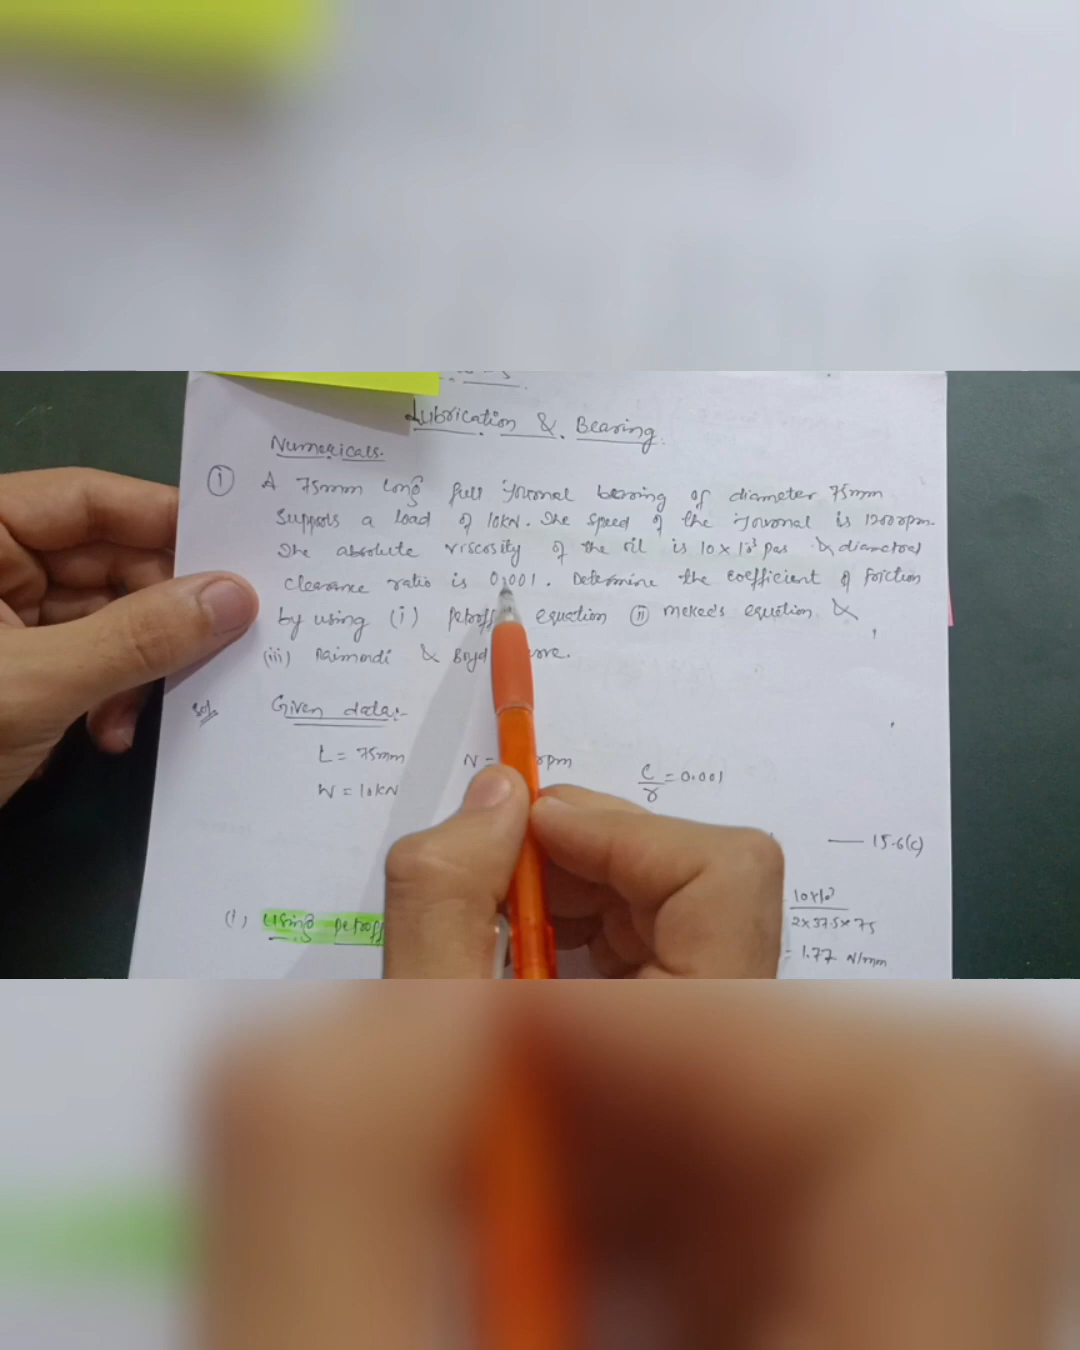 Lubrication & Bearing.
Numericals.
① A 75mm long full journal bearing of diameter 75mm
supports a load of 10kN. The speed of the journal is 1200rpm.
The absolute viscosity of the oil is 10 x 10³ Pas & diametral
clearance ratio is 0.001. Determine the coefficient of friction
by using (i) Petroff equation (ii) mckee's equation &
(iii) Raimondi & Boyd
Sol. Given data:-
L = 75mm N = rpm
W = 10kN c/r = 0.001
15.6(c)
(i) Using Petroff 10x10³
2 x 37.5 x 75
= 1.77 N/mm